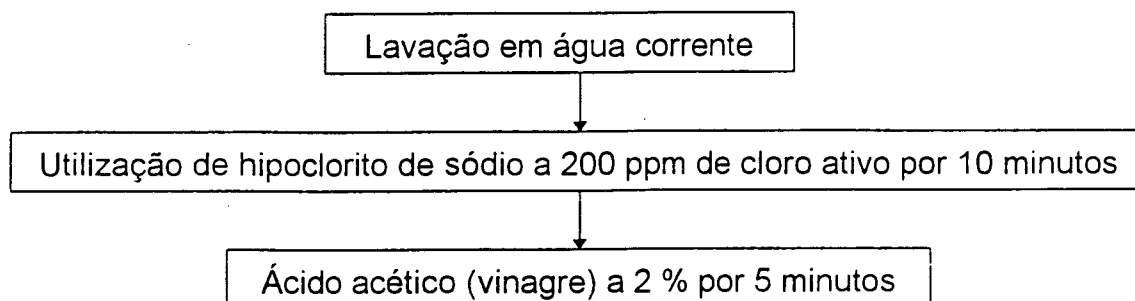 Lavação em água corrente
Utilização de hipoclorito de sódio a 200 ppm de cloro ativo por 10 minutos
Ácido acético (vinagre) a 2 % por 5 minutos